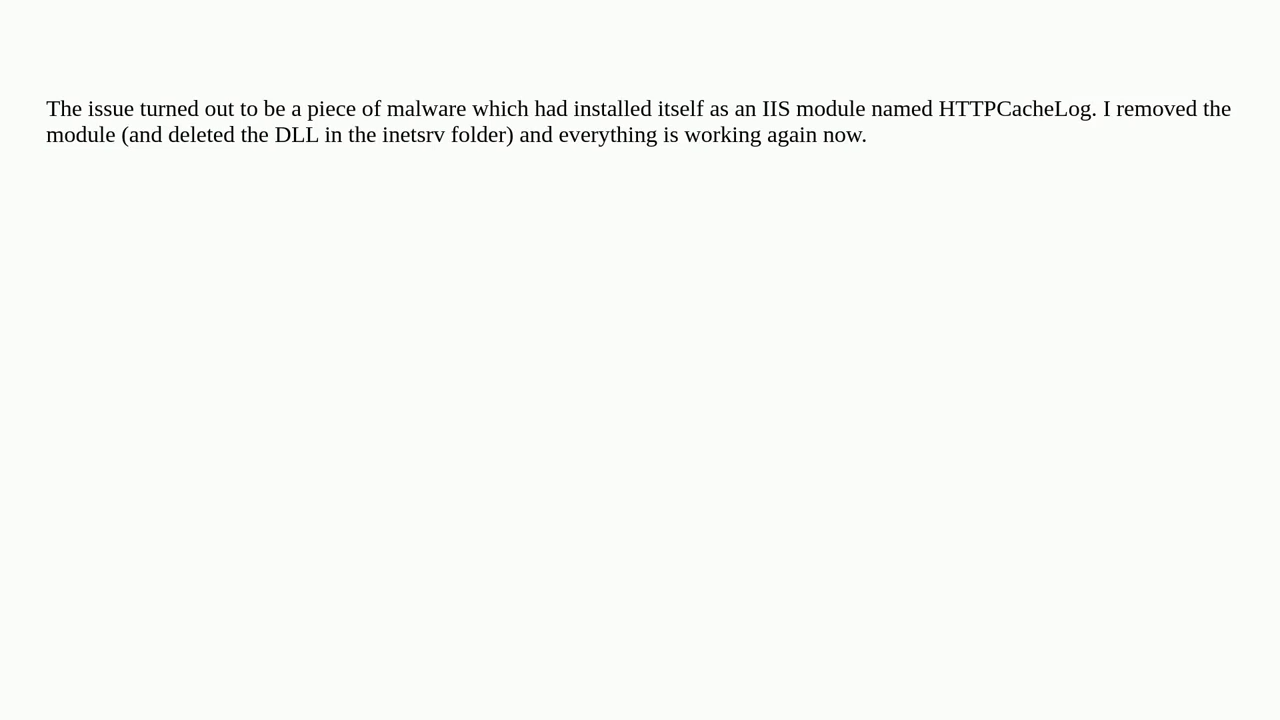 The issue turned out to be a piece of malware which had installed itself as an IIS module named HTTPCacheLog. I removed the
module (and deleted the DLL in the inetsrv folder) and everything is working again now.